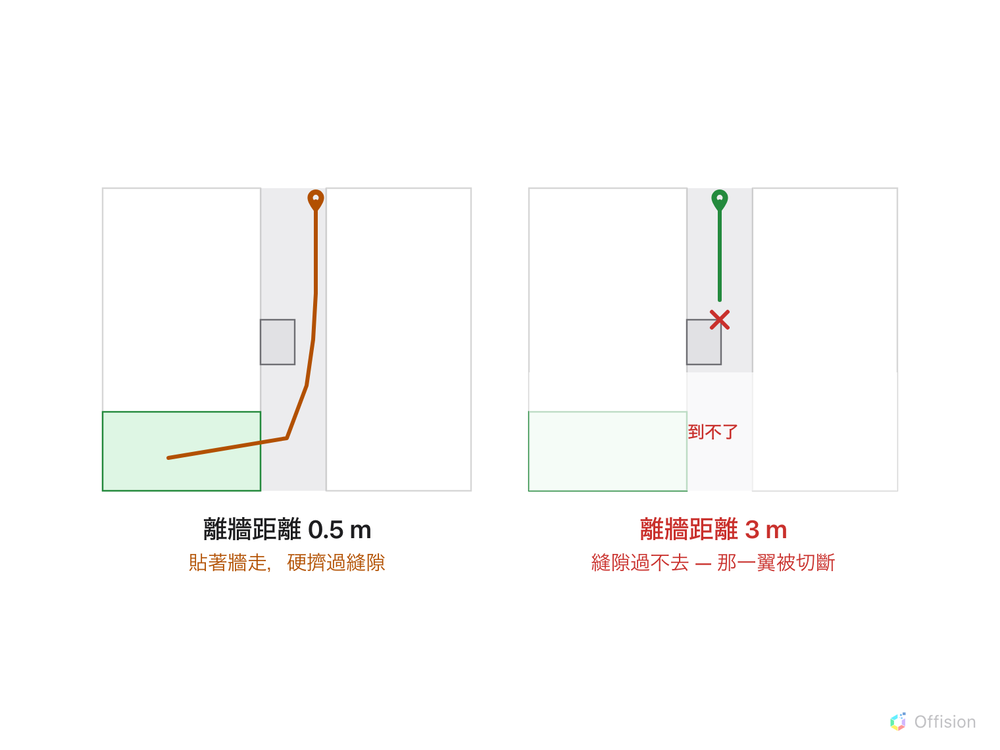 到不了
離牆距離 0.5 m
貼著牆走，硬擠過縫隙
離牆距離 3 m
縫隙過不去 — 那一翼被切斷
Offision